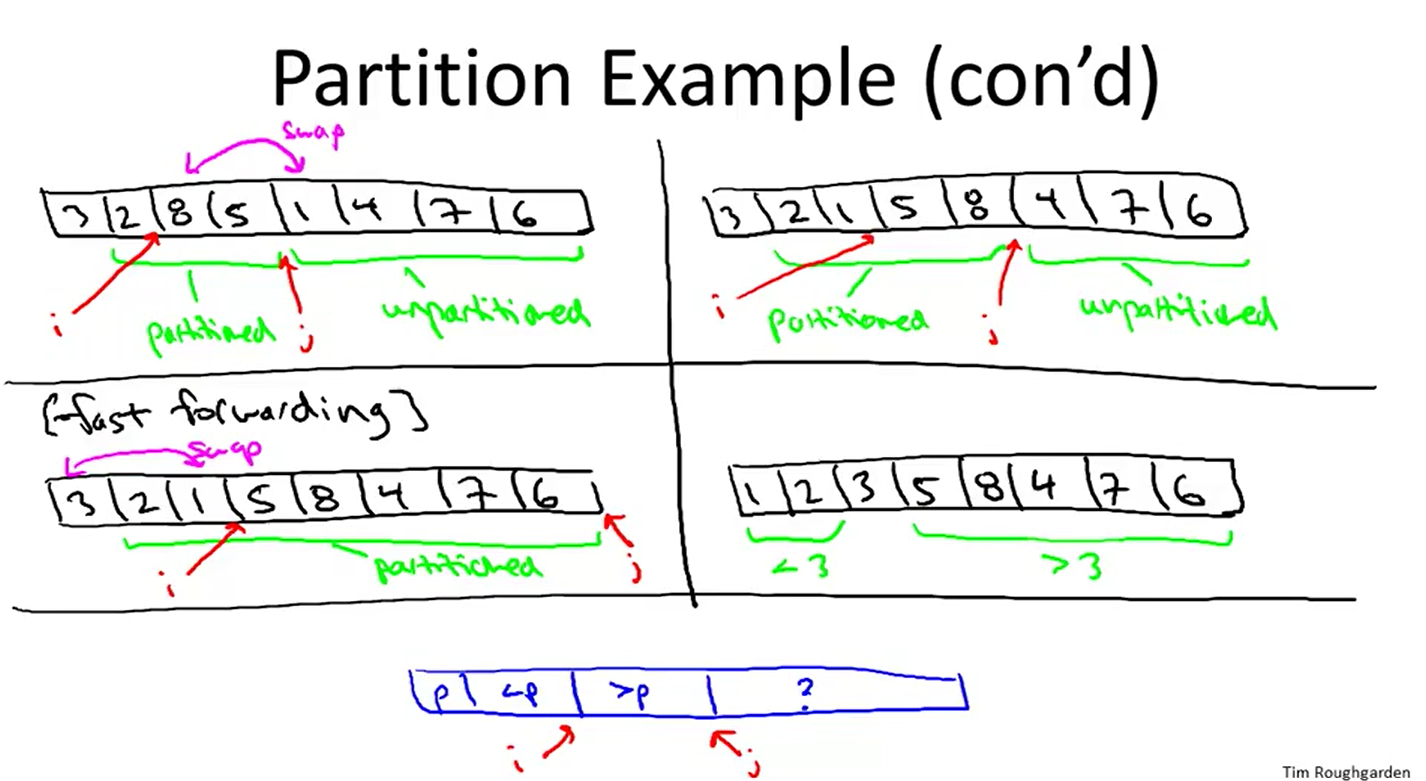 Partition Example (con'd)
swap
3 2 8 5 1 4 7 6
i partitioned j unpartitioned
3 2 1 5 8 4 7 6
i partitioned j unpartitioned
[fast forwarding]
swap
3 2 1 5 8 4 7 6
i partitioned j
1 2 3 5 8 4 7 6
<3 >3
p <p >p ?
i j
Tim Roughgarden